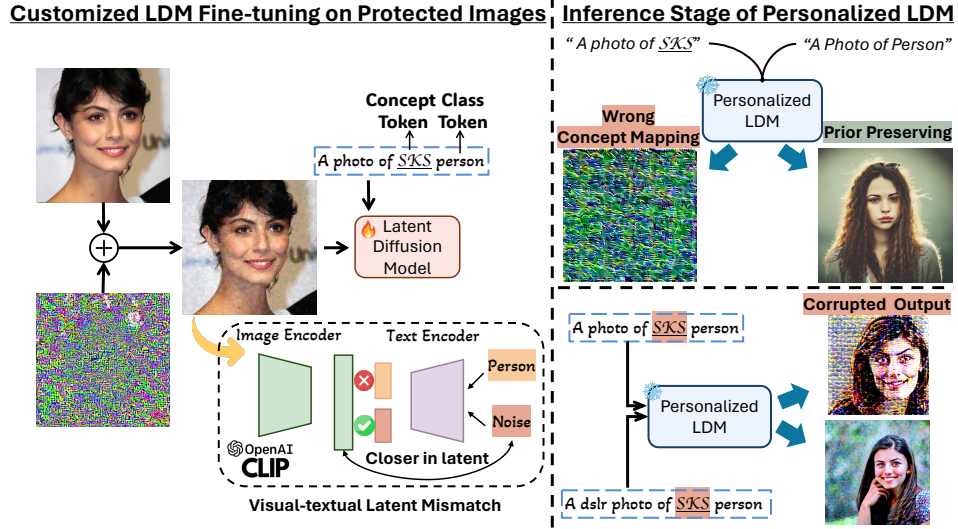 Customized LDM Fine-tuning on Protected Images
Concept Class
Token Token
A photo of SKS person
Latent
Diffusion
Model
Image Encoder
Text Encoder
Person
Noise
OpenAI
CLIP
Closer in latent
Visual-textual Latent Mismatch
Inference Stage of Personalized LDM
“ A photo of SKS”
“A Photo of Person”
Personalized
LDM
Wrong
Concept Mapping
Prior Preserving
Corrupted Output
A photo of SKS person
Personalized
LDM
A dslr photo of SKS person